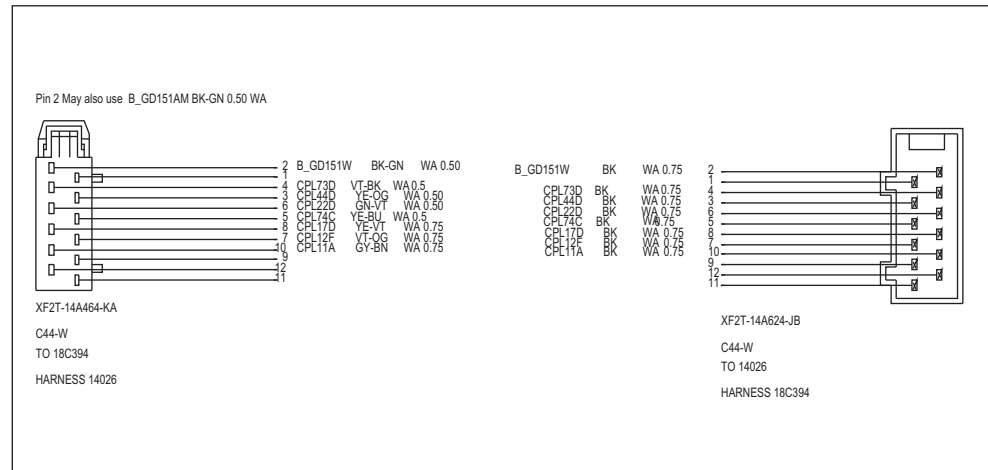 Pin 2 May also use B_GD151AM BK-GN 0.50 WA
2 B_GD151W BK-GN WA 0.50
1
4 CPL73D VT-BK WA 0.5
3 CPL44D YE-OG WA 0.50
6 CPL22D GN-VT WA 0.50
5 CPL74C YE-BU WA 0.5
8 CPL17D YE-VT WA 0.75
7 CPL12F VT-OG WA 0.75
10 CPL11A GY-BN WA 0.75
9
12
11
XF2T-14A464-KA
C44-W
TO 18C394
HARNESS 14026
B_GD151W BK WA 0.75 2
1
CPL73D BK WA 0.75 4
CPL44D BK WA 0.75 3
CPL22D BK WA 0.75 6
CPL74C BK WA 0.75 5
CPL17D BK WA 0.75 8
CPL12F BK WA 0.75 7
CPL11A BK WA 0.75 10
9
12
11
XF2T-14A624-JB
C44-W
TO 14026
HARNESS 18C394